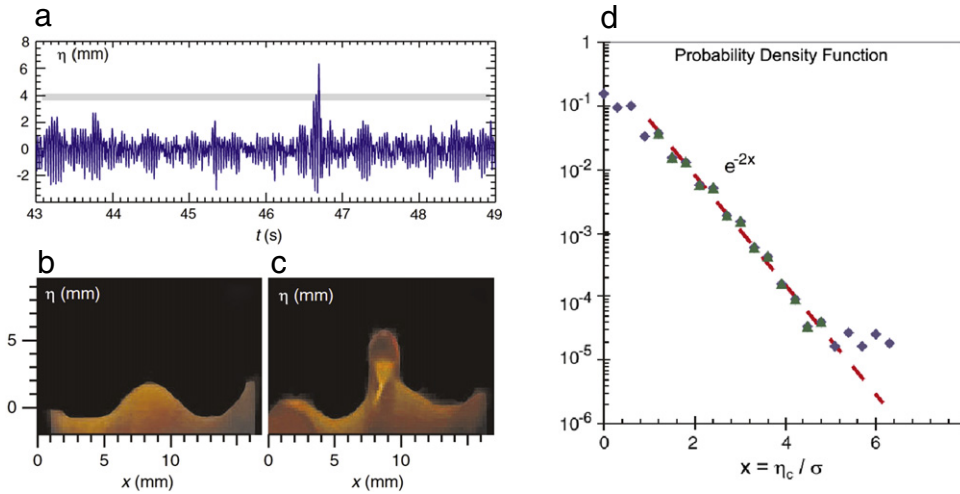 a
η (mm)
8
6
4
2
0
-2
43 44 45 46 47 48 49
t (s)
b
η (mm)
5
0
0 5 10
x (mm)
c
η (mm)
0 5 10
x (mm)
d
Probability Density Function
1
10⁻¹
10⁻²
10⁻³
10⁻⁴
10⁻⁵
10⁻⁶
e⁻²ˣ
0 2 4 6
x = ηc / σ